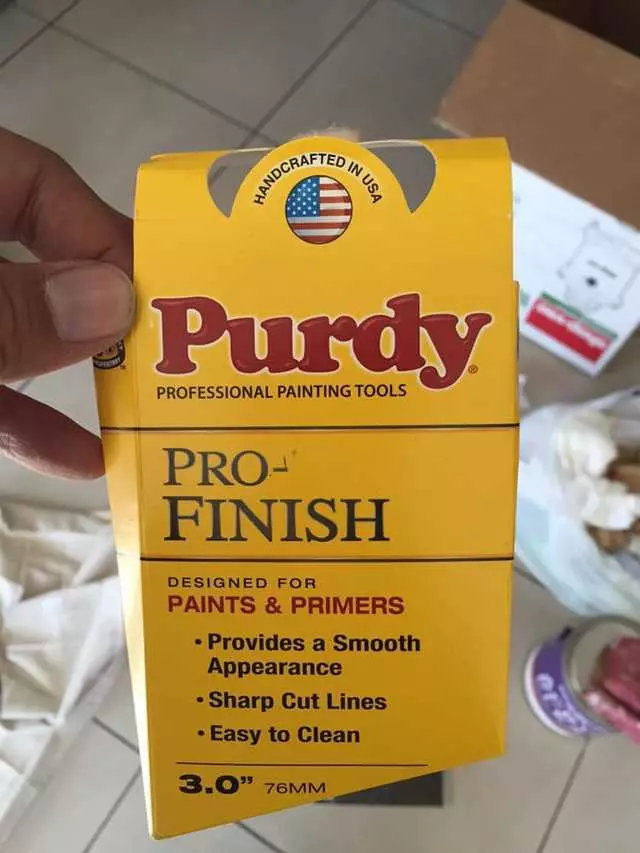 HANDCRAFTED IN USA
Purdy®
PROFESSIONAL PAINTING TOOLS
PRO-
FINISH
DESIGNED FOR
PAINTS & PRIMERS
• Provides a Smooth
Appearance
• Sharp Cut Lines
• Easy to Clean
3.0” 76MM